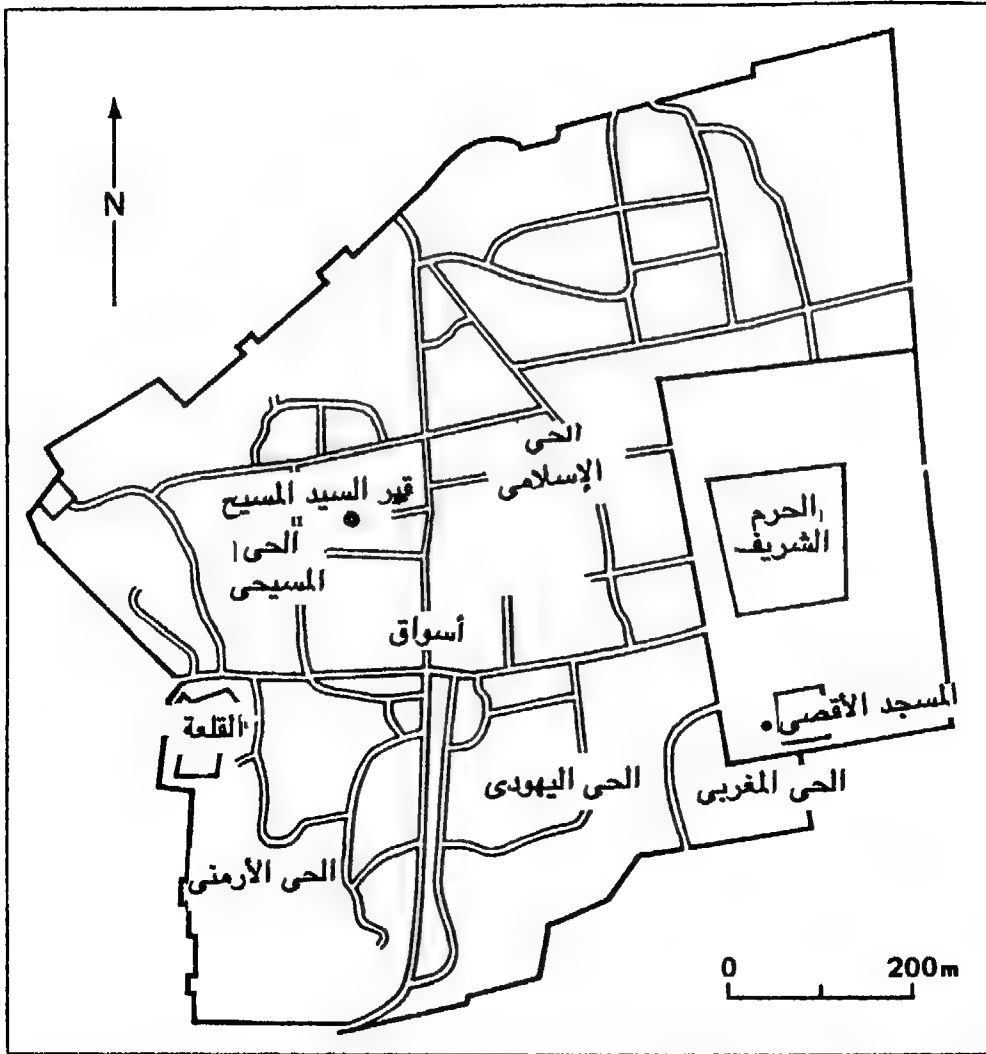 N
الحى
الإسلامى
قبر السيد المسيح
الحى
المسيحى
الحرم
الشريف
أسواق
القلعة
المسجد الأقصى
الحى اليهودى
الحى المغربى
الحى الأرمنى
0 200m